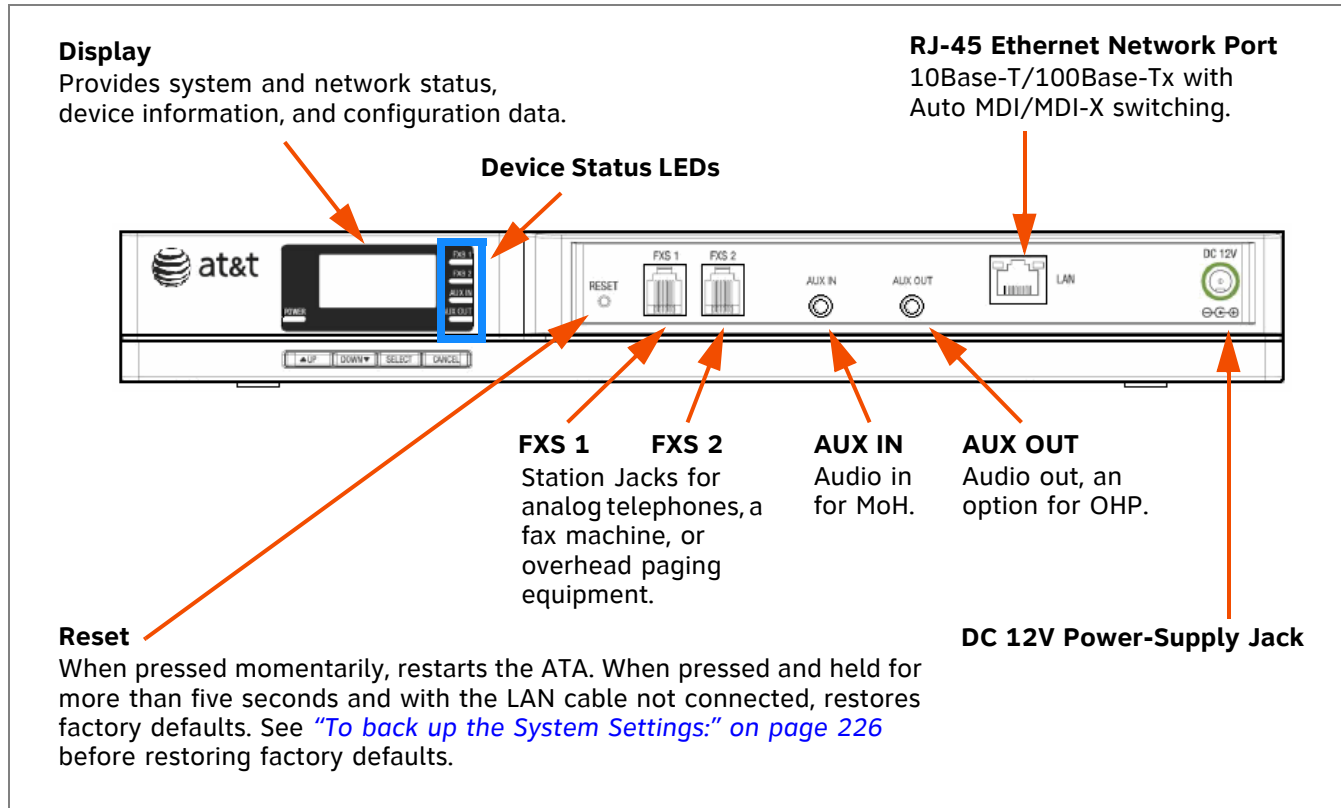 Display
Provides system and network status,
device information, and configuration data.
RJ-45 Ethernet Network Port
10Base-T/100Base-Tx with
Auto MDI/MDI-X switching.
Device Status LEDs
at&t
POWER
FXS 1
FXS 2
AUX IN
AUX OUT
▲UP
DOWN▼
SELECT
CANCEL
RESET
FXS 1
FXS 2
AUX IN
AUX OUT
LAN
DC 12V
FXS 1
Station Jacks for
analog telephones, a
fax machine, or
overhead paging
equipment.
FXS 2
AUX IN
Audio in
for MoH.
AUX OUT
Audio out, an
option for OHP.
DC 12V Power-Supply Jack
Reset
When pressed momentarily, restarts the ATA. When pressed and held for
more than five seconds and with the LAN cable not connected, restores
factory defaults. See "To back up the System Settings:" on page 226
before restoring factory defaults.